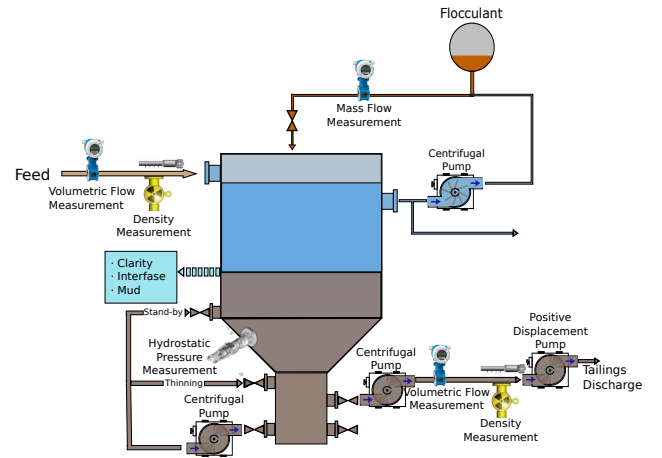 Flocculant
Mass Flow
Measurement
Centrifugal
Pump
Feed
Volumetric Flow
Measurement
Density
Measurement
· Clarity
· Interfase
· Mud
Stand-by
Hydrostatic
Pressure
Measurement
Thinning
Centrifugal
Pump
Centrifugal
Pump
Volumetric Flow
Measurement
Density
Measurement
Positive
Displacement
Pump
Tailings
Discharge